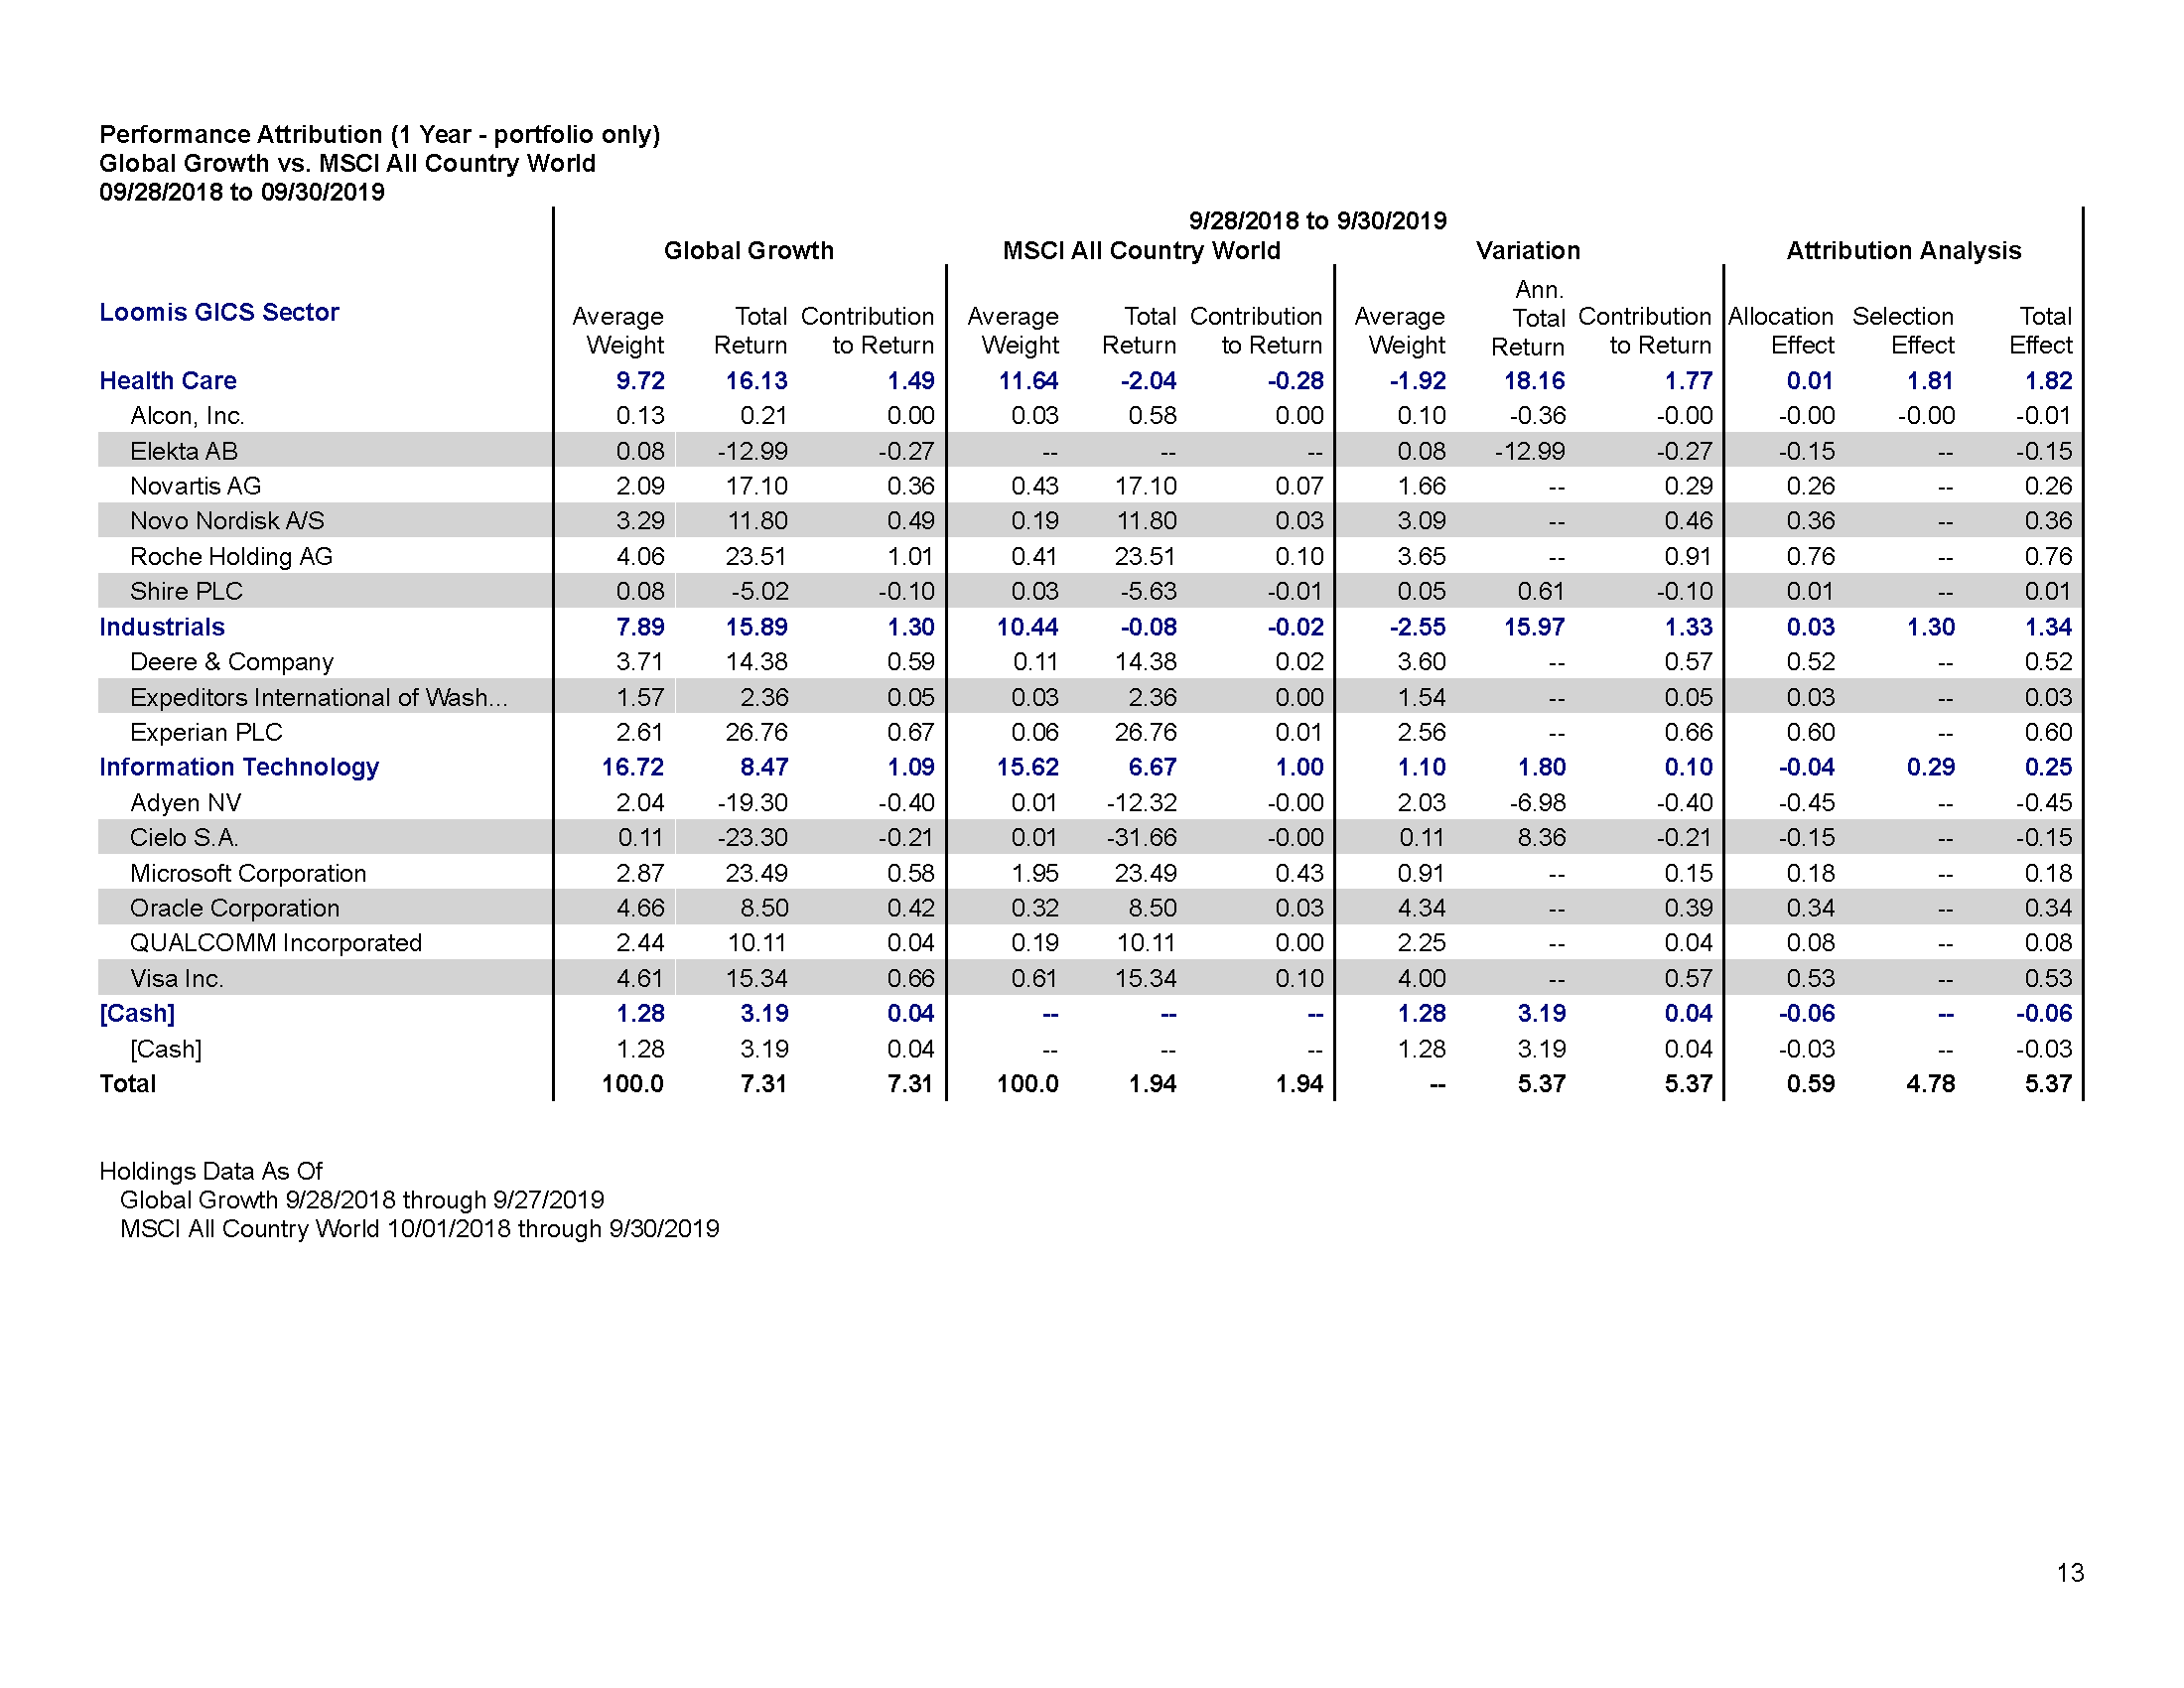 Performance Attribution (1 Year - portfolio only)
Global Growth vs. MSCI All Country World
09/28/2018 to 09/30/2019
9/28/2018 to 9/30/2019
Global Growth MSCI All Country World Variation Attribution Analysis
Loomis GICS Sector Average Weight Total Return Contribution to Return Average Weight Total Return Contribution to Return Average Weight Ann. Total Return Contribution to Return Allocation Effect Selection Effect Total Effect
Health Care 9.72 16.13 1.49 11.64 -2.04 -0.28 -1.92 18.16 1.77 0.01 1.81 1.82
Alcon, Inc. 0.13 0.21 0.00 0.03 0.58 0.00 0.10 -0.36 -0.00 -0.00 -0.00 -0.01
Elekta AB 0.08 -12.99 -0.27 -- -- -- 0.08 -12.99 -0.27 -0.15 -- -0.15
Novartis AG 2.09 17.10 0.36 0.43 17.10 0.07 1.66 -- 0.29 0.26 -- 0.26
Novo Nordisk A/S 3.29 11.80 0.49 0.19 11.80 0.03 3.09 -- 0.46 0.36 -- 0.36
Roche Holding AG 4.06 23.51 1.01 0.41 23.51 0.10 3.65 -- 0.91 0.76 -- 0.76
Shire PLC 0.08 -5.02 -0.10 0.03 -5.63 -0.01 0.05 0.61 -0.10 0.01 -- 0.01
Industrials 7.89 15.89 1.30 10.44 -0.08 -0.02 -2.55 15.97 1.33 0.03 1.30 1.34
Deere & Company 3.71 14.38 0.59 0.11 14.38 0.02 3.60 -- 0.57 0.52 -- 0.52
Expeditors International of Wash... 1.57 2.36 0.05 0.03 2.36 0.00 1.54 -- 0.05 0.03 -- 0.03
Experian PLC 2.61 26.76 0.67 0.06 26.76 0.01 2.56 -- 0.66 0.60 -- 0.60
Information Technology 16.72 8.47 1.09 15.62 6.67 1.00 1.10 1.80 0.10 -0.04 0.29 0.25
Adyen NV 2.04 -19.30 -0.40 0.01 -12.32 -0.00 2.03 -6.98 -0.40 -0.45 -- -0.45
Cielo S.A. 0.11 -23.30 -0.21 0.01 -31.66 -0.00 0.11 8.36 -0.21 -0.15 -- -0.15
Microsoft Corporation 2.87 23.49 0.58 1.95 23.49 0.43 0.91 -- 0.15 0.18 -- 0.18
Oracle Corporation 4.66 8.50 0.42 0.32 8.50 0.03 4.34 -- 0.39 0.34 -- 0.34
QUALCOMM Incorporated 2.44 10.11 0.04 0.19 10.11 0.00 2.25 -- 0.04 0.08 -- 0.08
Visa Inc. 4.61 15.34 0.66 0.61 15.34 0.10 4.00 -- 0.57 0.53 -- 0.53
[Cash] 1.28 3.19 0.04 -- -- -- 1.28 3.19 0.04 -0.06 -- -0.06
[Cash] 1.28 3.19 0.04 -- -- -- 1.28 3.19 0.04 -0.03 -- -0.03
Total 100.0 7.31 7.31 100.0 1.94 1.94 -- 5.37 5.37 0.59 4.78 5.37
Holdings Data As Of
Global Growth 9/28/2018 through 9/27/2019
MSCI All Country World 10/01/2018 through 9/30/2019
13